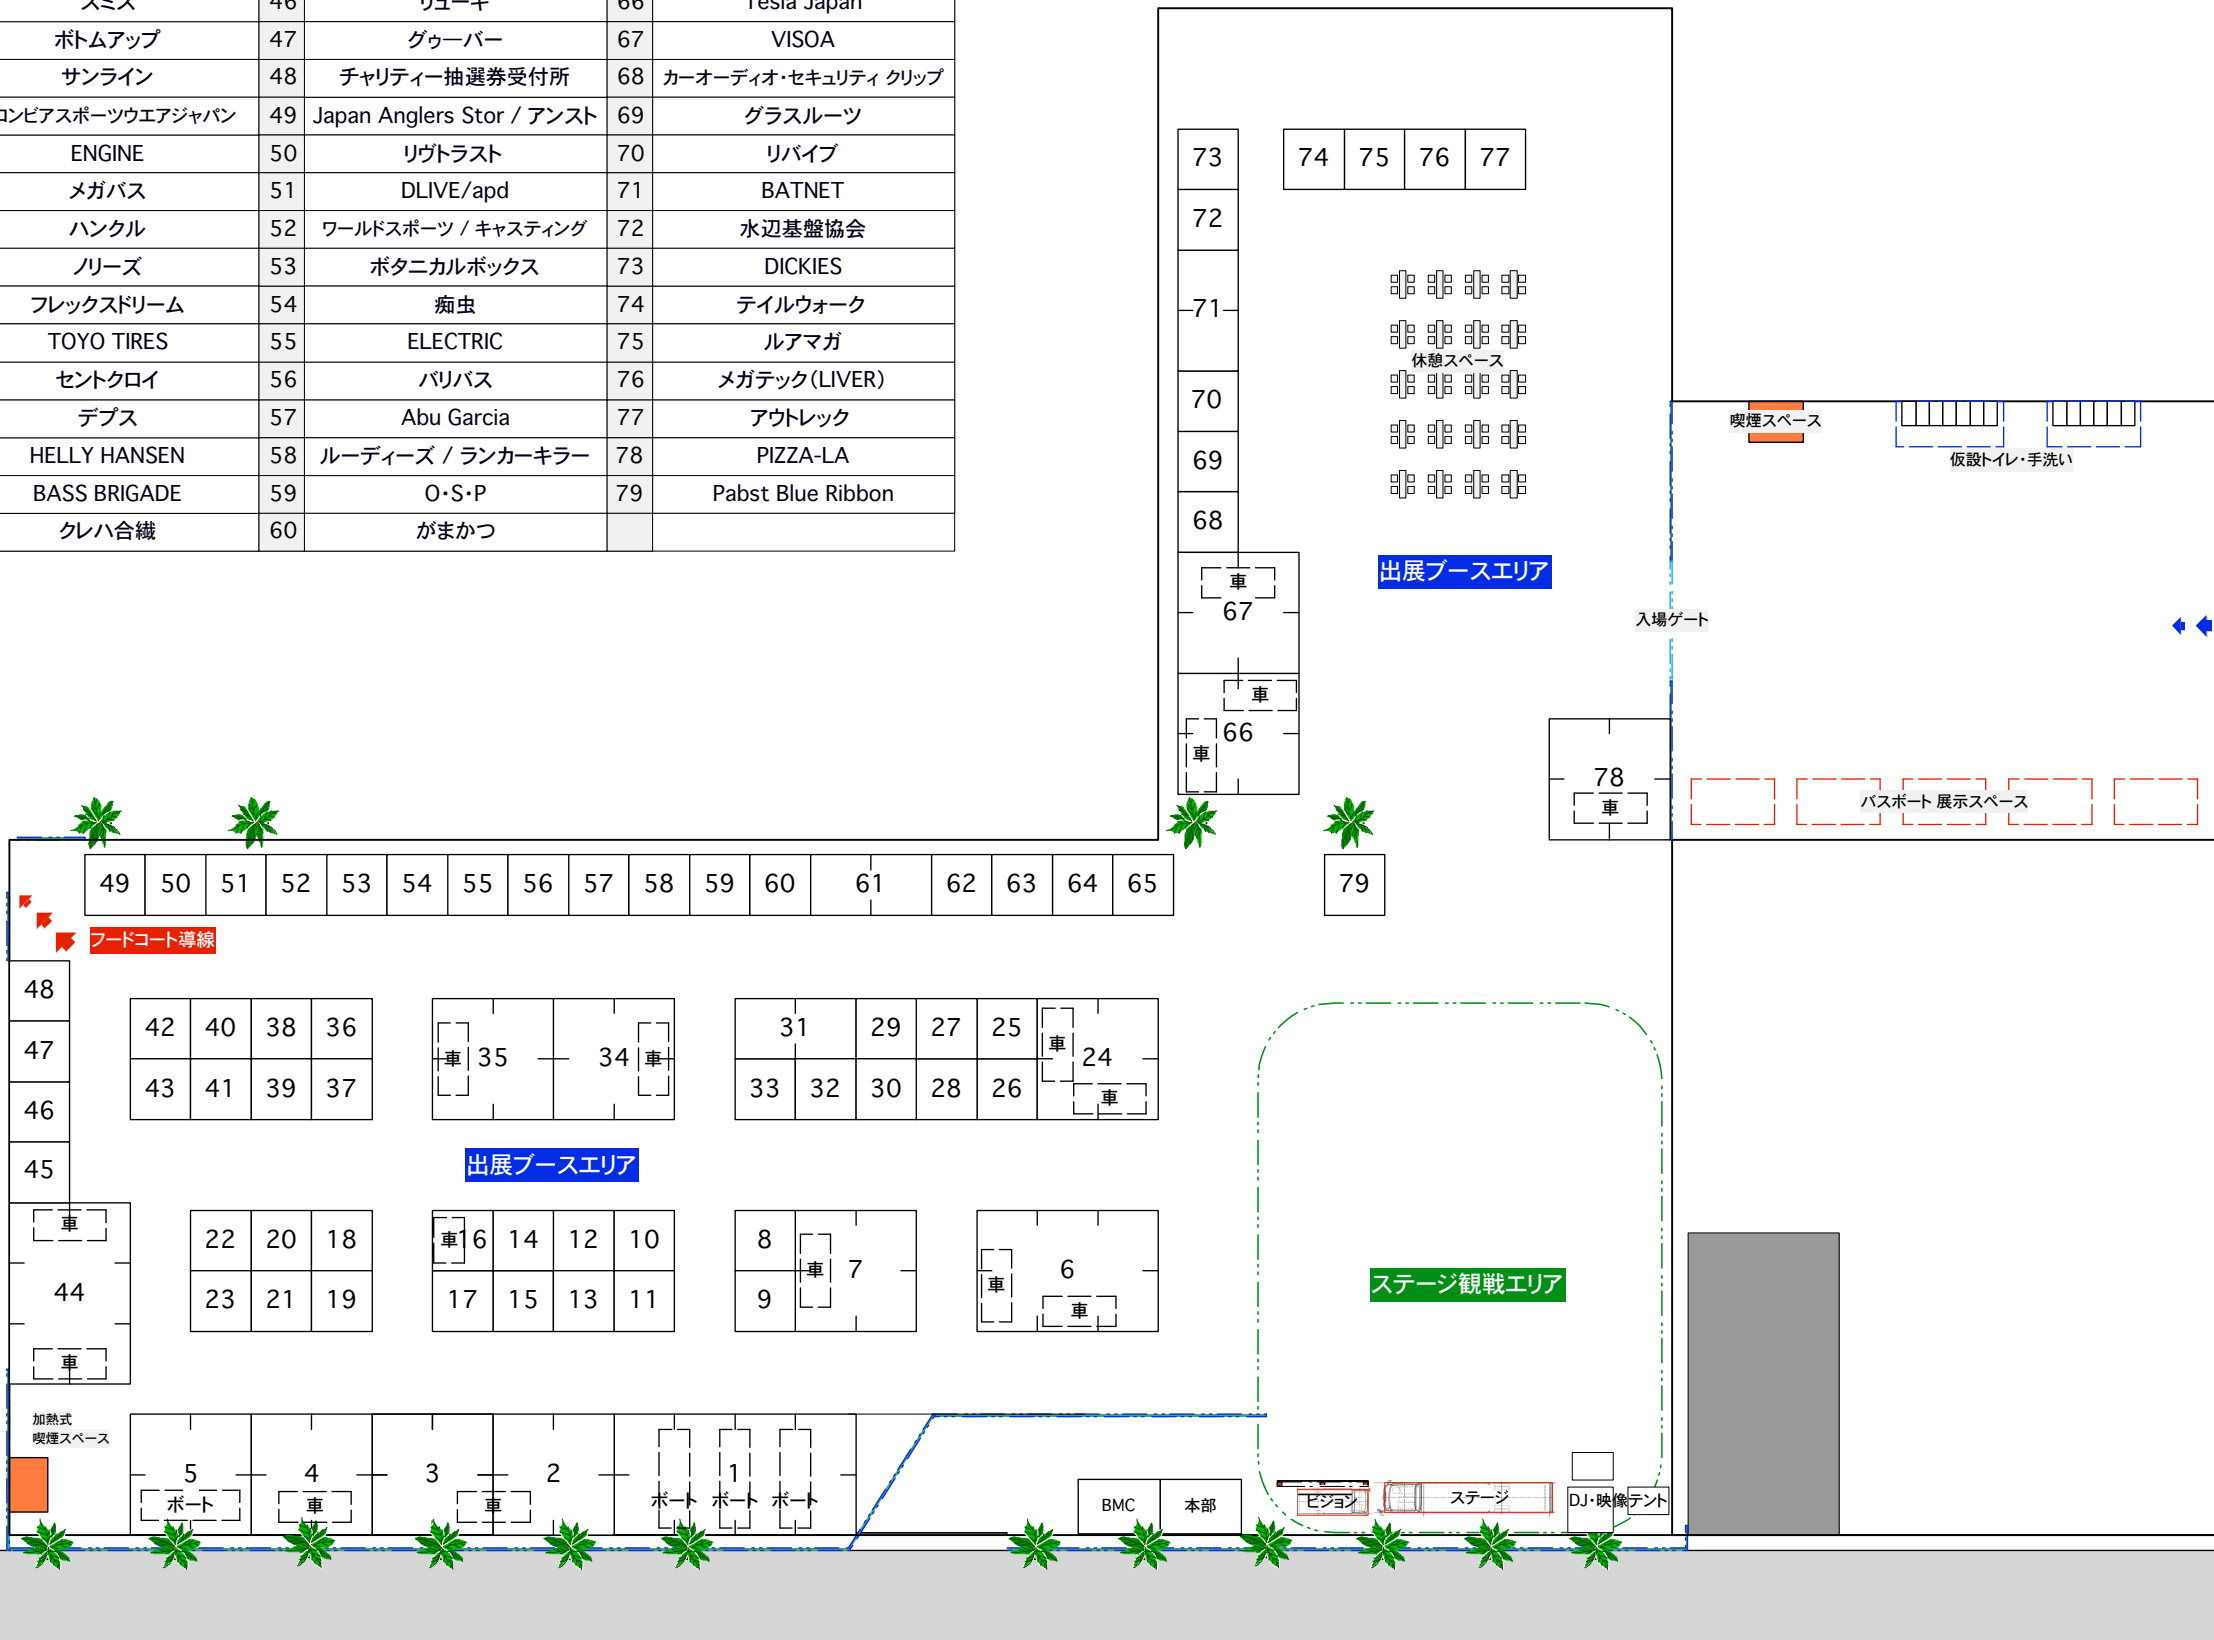 スミス 46 リューギ 66 Tesla Japan
ボトムアップ 47 グゥーバー 67 VISOA
サンライン 48 チャリティー抽選券受付所 68 カーオーディオ・セキュリティ クリップ
コンビアスポーツウエアジャパン 49 Japan Anglers Stor / アンスト 69 グラスルーツ
ENGINE 50 リヴトラスト 70 リバイブ
メガバス 51 DLIVE/apd 71 BATNET
ハンクル 52 ワールドスポーツ / キャスティング 72 水辺基盤協会
ノリーズ 53 ボタニカルボックス 73 DICKIES
フレックスドリーム 54 痴虫 74 テイルウォーク
TOYO TIRES 55 ELECTRIC 75 ルアマガ
セントクロイ 56 バリバス 76 メガテック(LIVER)
デプス 57 Abu Garcia 77 アウトレック
HELLY HANSEN 58 ルーディーズ / ランカーキラー 78 PIZZA-LA
BASS BRIGADE 59 O・S・P 79 Pabst Blue Ribbon
クレハ合繊 60 がまかつ
73 74 75 76 77
72
71
休憩スペース
70
69
68
喫煙スペース
仮設トイレ・手洗い
出展ブースエリア
車
67
入場ゲート
車
66
車
78
車
バスボート 展示スペース
49 50 51 52 53 54 55 56 57 58 59 60 61 62 63 64 65 79
フードコート導線
48
47
46
45
42 40 38 36
43 41 39 37
車 35 34 車
31 29 27 25
33 32 30 28 26
車 24
車
出展ブースエリア
車
44
車
22 20 18
23 21 19
車 16 14 12 10
17 15 13 11
8
9
車 7
車 6
車
ステージ観戦エリア
加熱式
喫煙スペース
5 4 3 2 1
ボート 車 車 ボート ボート ボート
BMC 本部 ビジョン ステージ DJ・映像テント